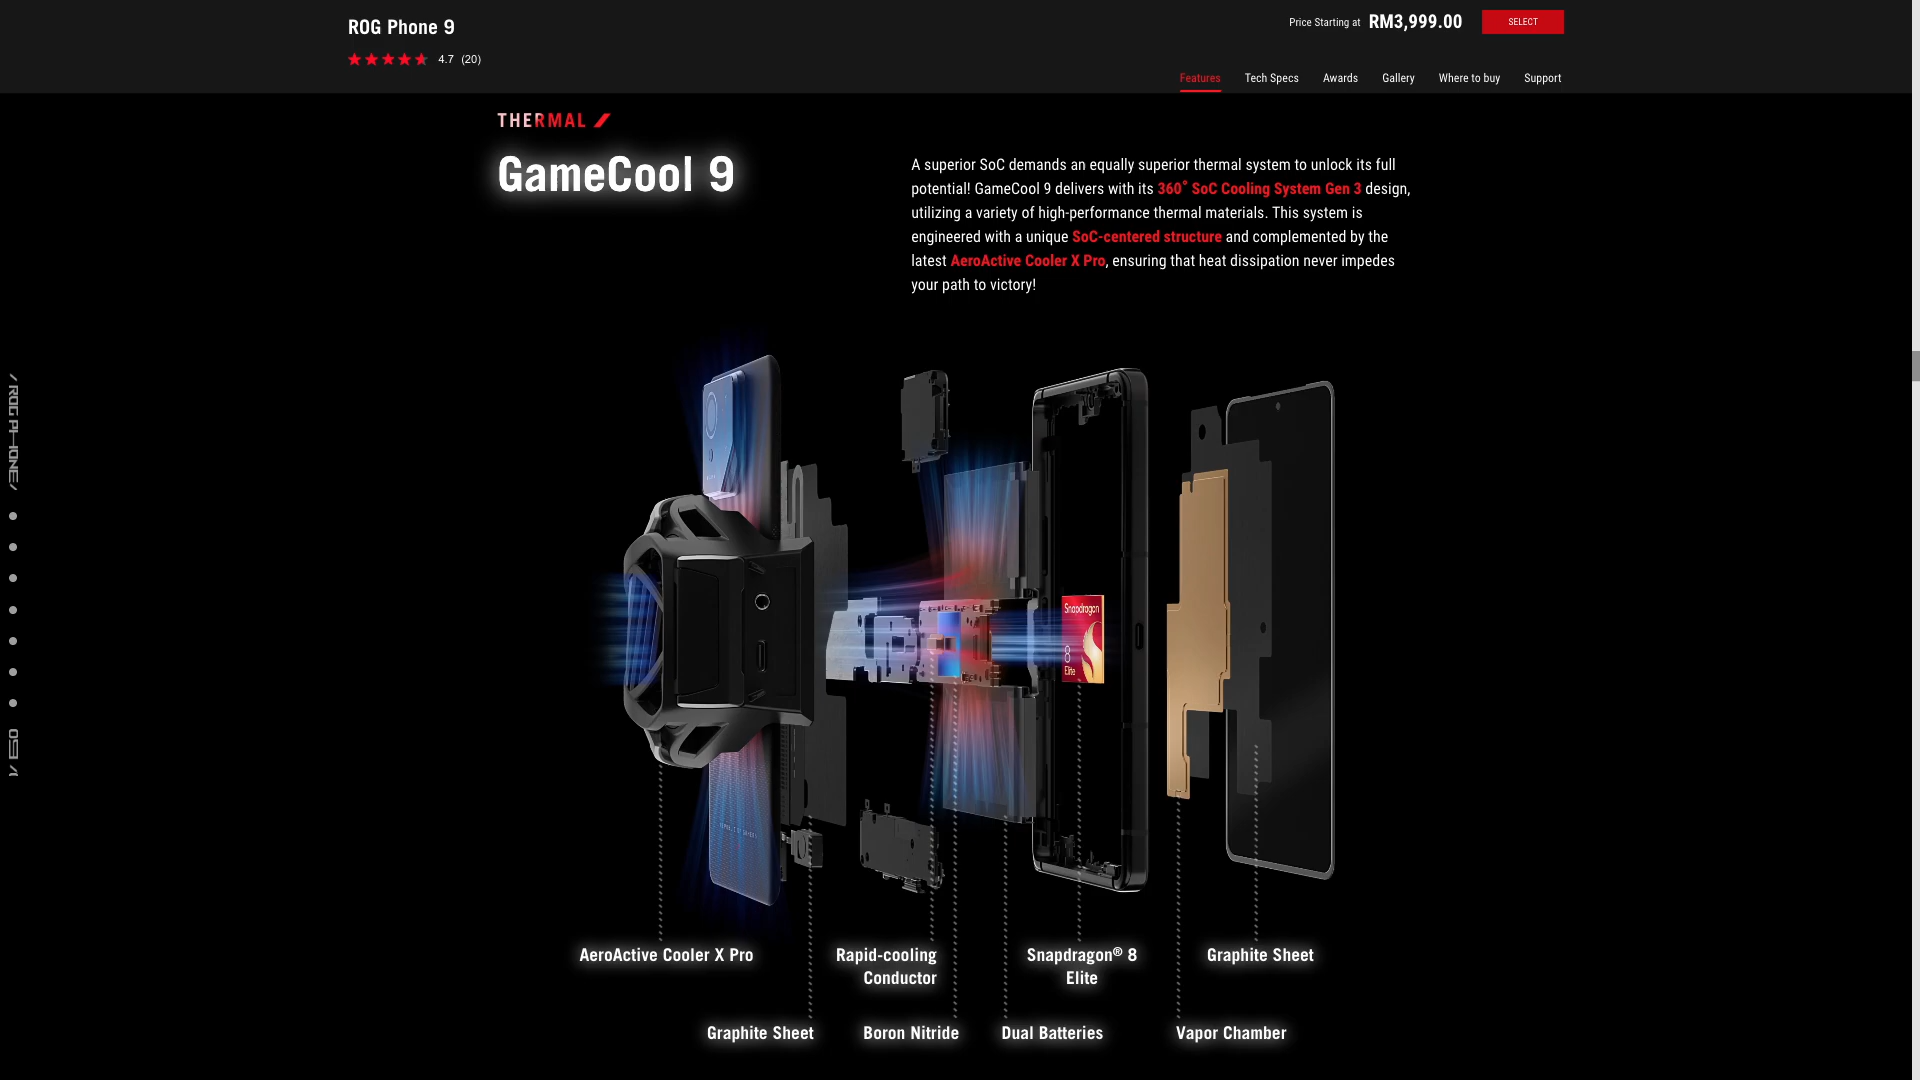 ROG Phone 9
4.7 (20)
Price Starting at RM3,999.00
SELECT
Features Tech Specs Awards Gallery Where to buy Support
THERMAL
GameCool 9
A superior SoC demands an equally superior thermal system to unlock its full
potential! GameCool 9 delivers with its 360° SoC Cooling System Gen 3 design,
utilizing a variety of high-performance thermal materials. This system is
engineered with a unique SoC-centered structure and complemented by the
latest AeroActive Cooler X Pro, ensuring that heat dissipation never impedes
your path to victory!
/ROG PHONE/
Snapdragon
8
Elite
AeroActive Cooler X Pro
Rapid-cooling
Conductor
Snapdragon® 8
Elite
Graphite Sheet
Graphite Sheet
Boron Nitride
Dual Batteries
Vapor Chamber